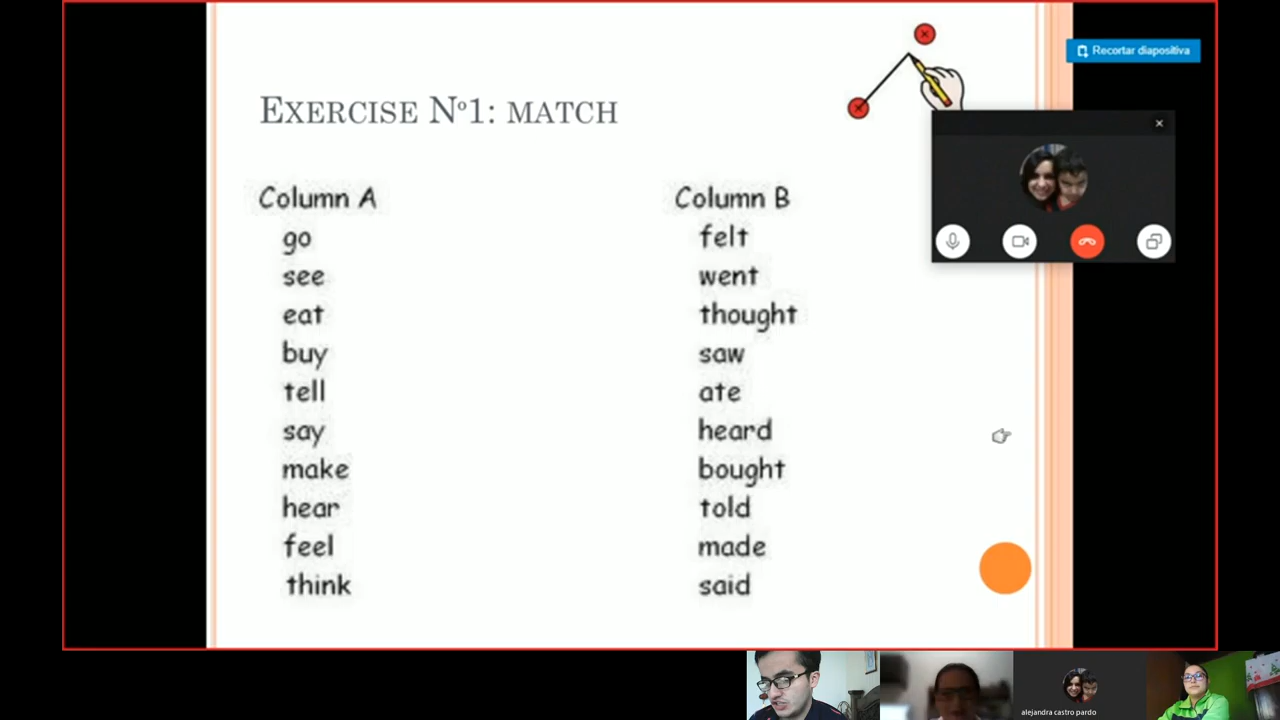 Recortar diapositiva
EXERCISE Nº1: MATCH
Column A
go
see
eat
buy
tell
say
make
hear
feel
think
Column B
felt
went
thought
saw
ate
heard
bought
told
made
said
alejandra castro pardo